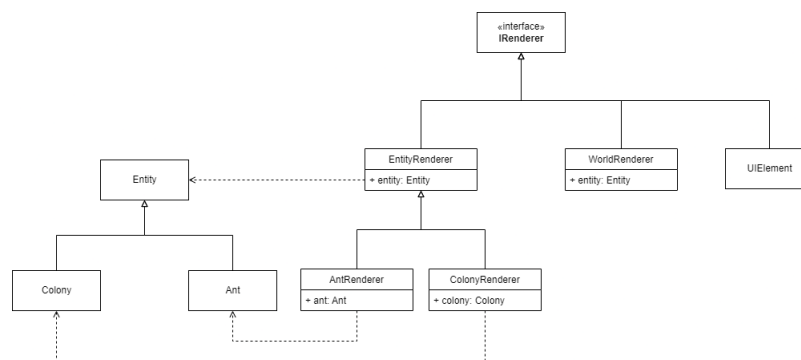 «interface»
IRenderer
EntityRenderer
+ entity: Entity
WorldRenderer
+ entity: Entity
UIElement
Entity
Colony
Ant
AntRenderer
+ ant: Ant
ColonyRenderer
+ colony: Colony